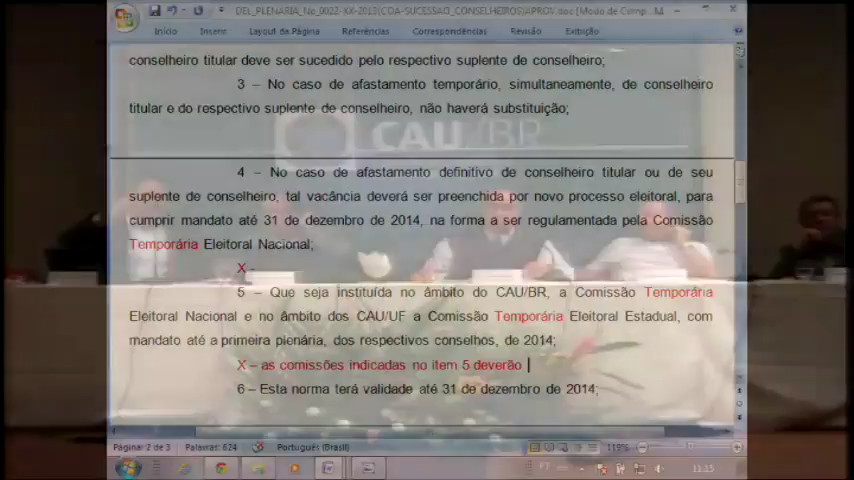 DEL_PLENARIA_No_0022-XX-2013(COA-SUCESSAO_CONSELHEIROS)APROV.doc [Modo de Comp
Início Inserir Layout da Página Referências Correspondências Revisão Exibição
conselheiro titular deve ser sucedido pelo respectivo suplente de conselheiro;
3 – No caso de afastamento temporário, simultaneamente, de conselheiro
titular e do respectivo suplente de conselheiro, não haverá substituição;
CAU/BR
4 – No caso de afastamento definitivo de conselheiro titular ou de seu
suplente de conselheiro, tal vacância deverá ser preenchida por novo processo eleitoral, para
cumprir mandato até 31 de dezembro de 2014, na forma a ser regulamentada pela Comissão
Temporária Eleitoral Nacional;
X -
5 – Que seja instituída no âmbito do CAU/BR, a Comissão Temporária
Eleitoral Nacional e no âmbito dos CAU/UF a Comissão Temporária Eleitoral Estadual, com
mandato até a primeira plenária, dos respectivos conselhos, de 2014;
X – as comissões indicadas no item 5 deverão
6 – Esta norma terá validade até 31 de dezembro de 2014;
Página: 2 de 3 Palavras: 624 Português (Brasil) 119%
PT 11:15